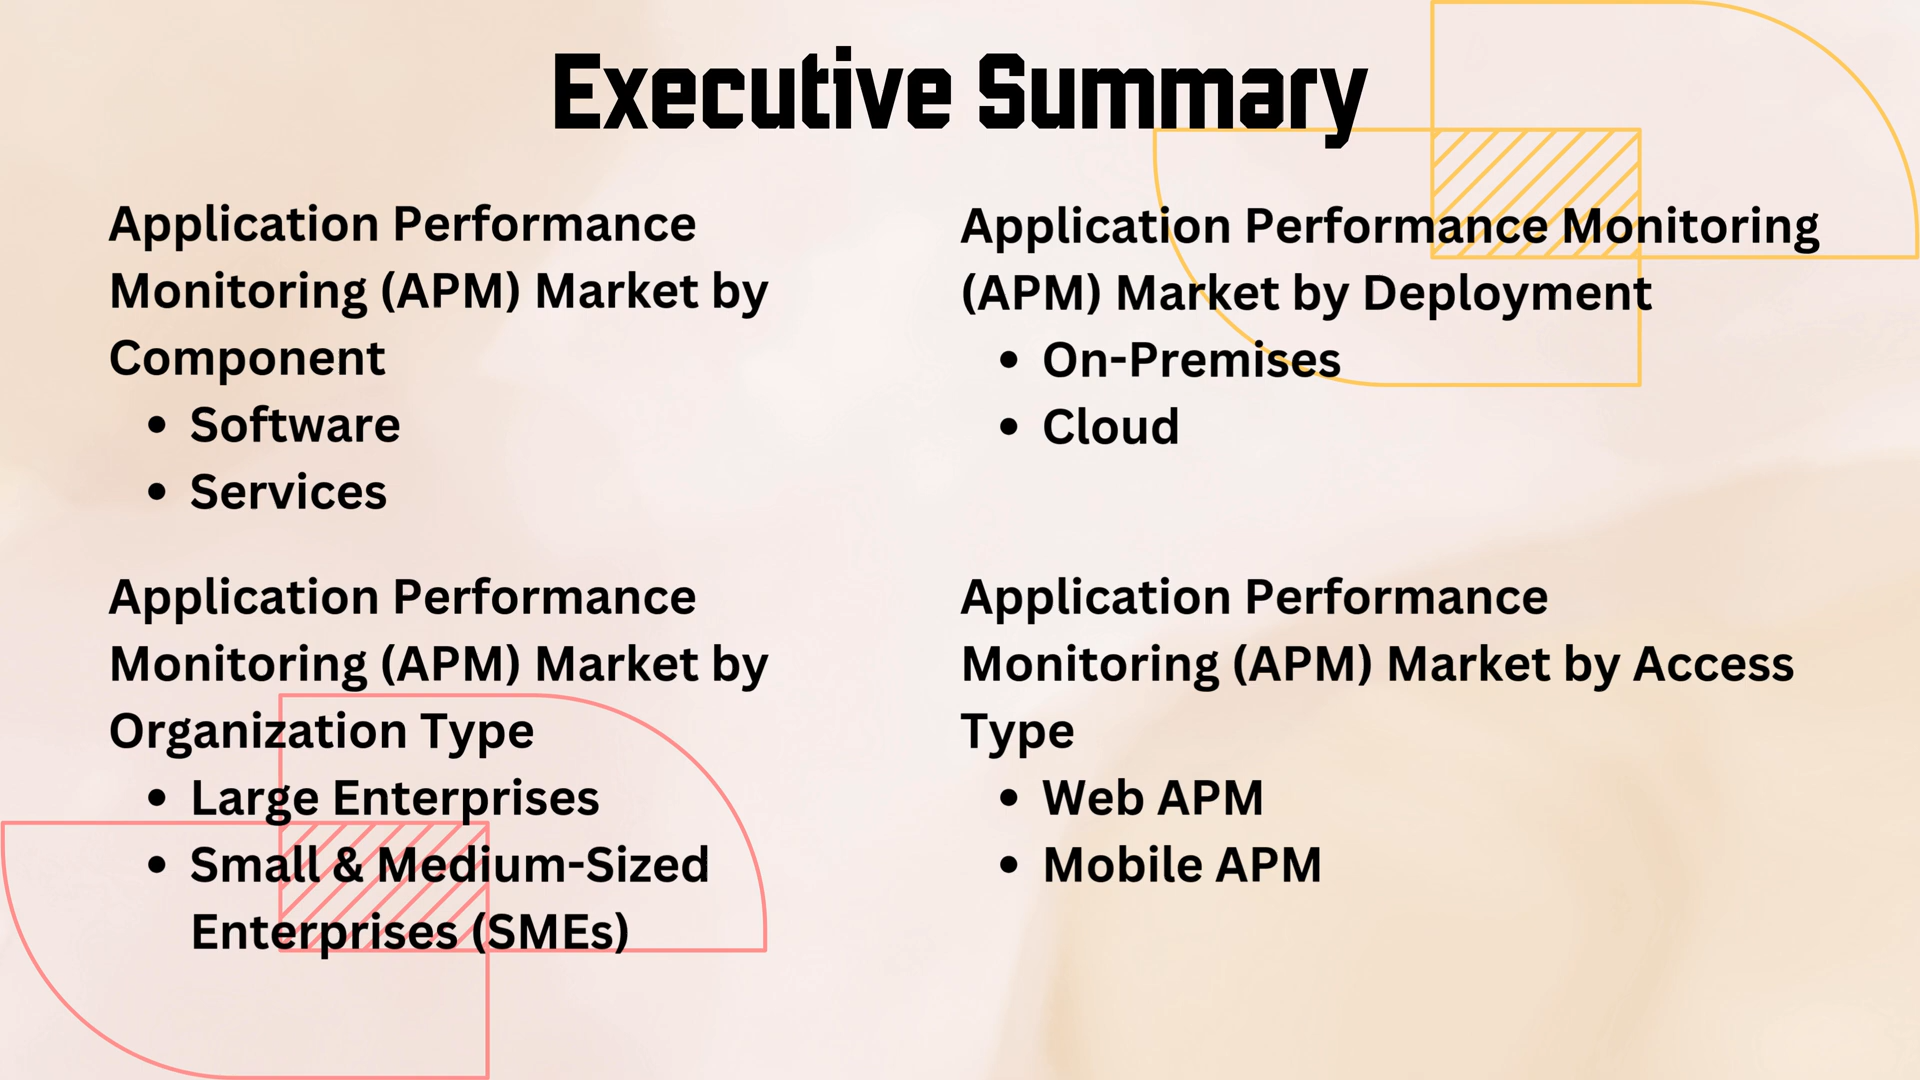 Executive Summary
Application Performance
Monitoring (APM) Market by
Component
• Software
• Services
Application Performance Monitoring
(APM) Market by Deployment
• On-Premises
• Cloud
Application Performance
Monitoring (APM) Market by
Organization Type
• Large Enterprises
• Small & Medium-Sized
Enterprises (SMEs)
Application Performance
Monitoring (APM) Market by Access
Type
• Web APM
• Mobile APM